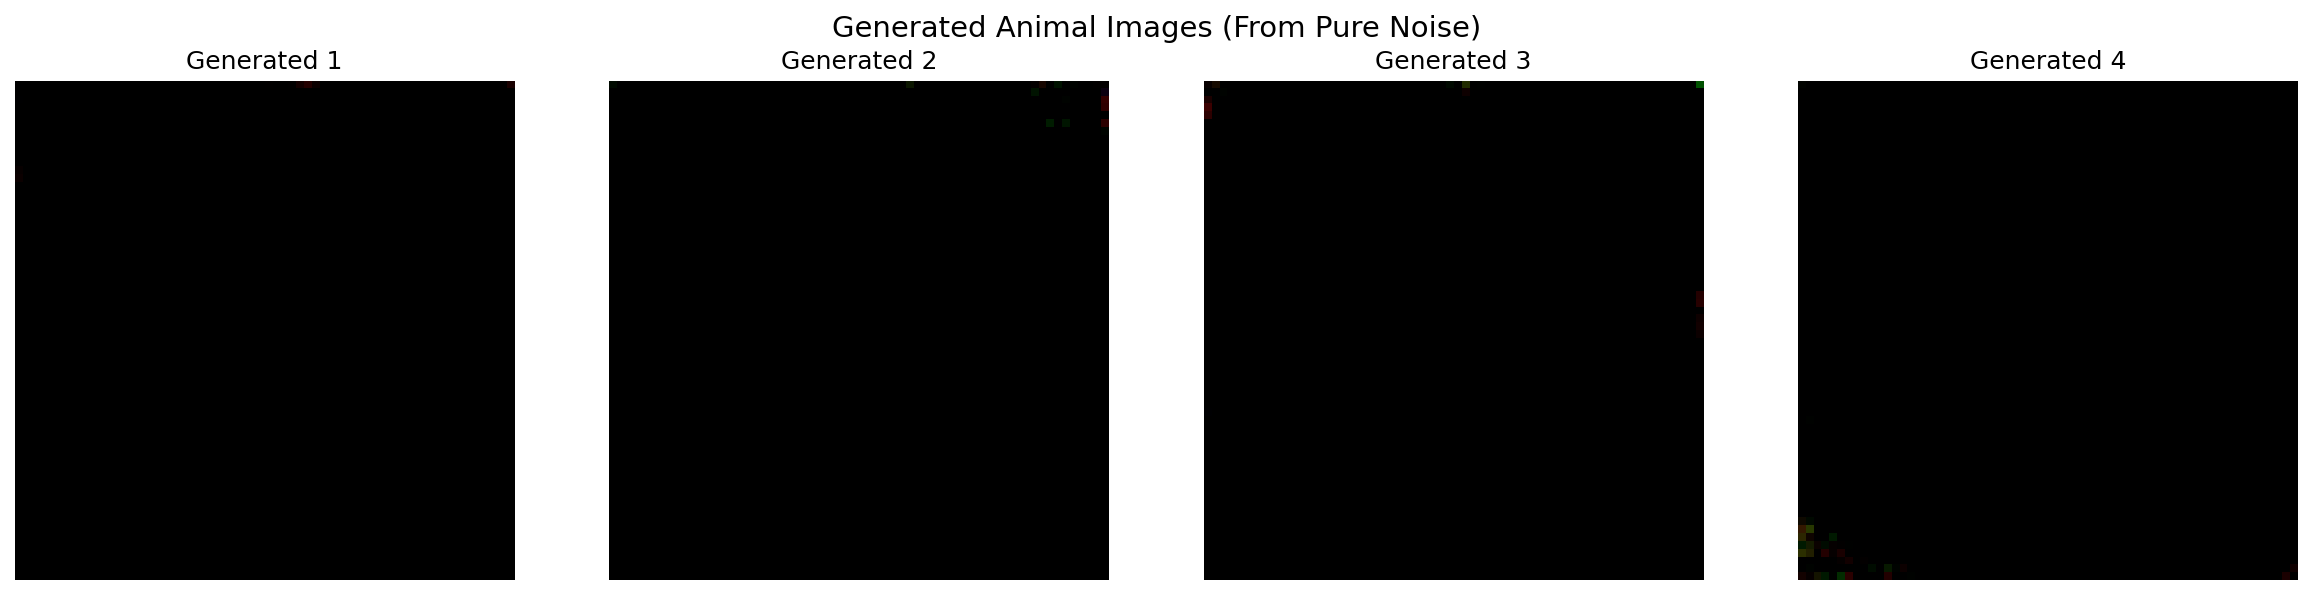 Generated Animal Images (From Pure Noise)
Generated 1
Generated 2
Generated 3
Generated 4